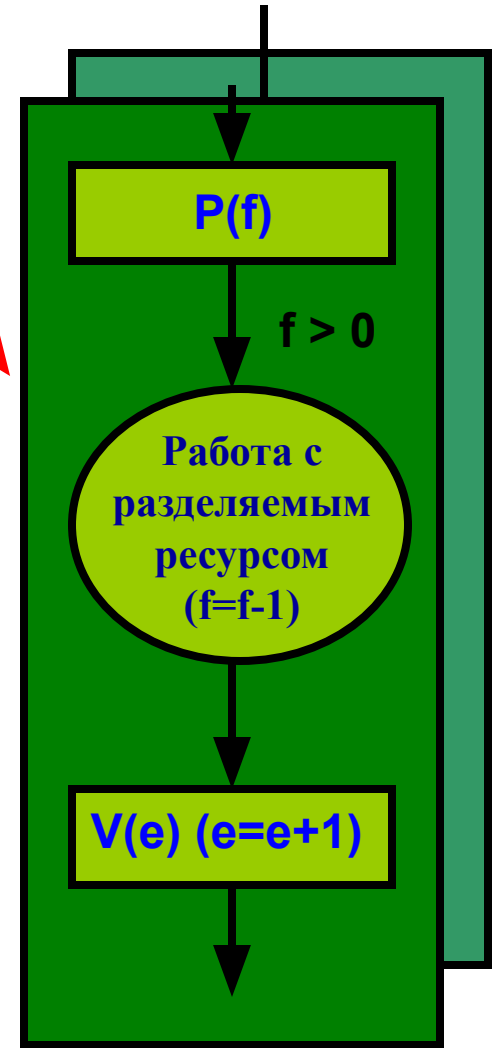 P(f)
f > 0
Работа с
разделяемым
ресурсом
(f=f-1)
V(e) (e=e+1)